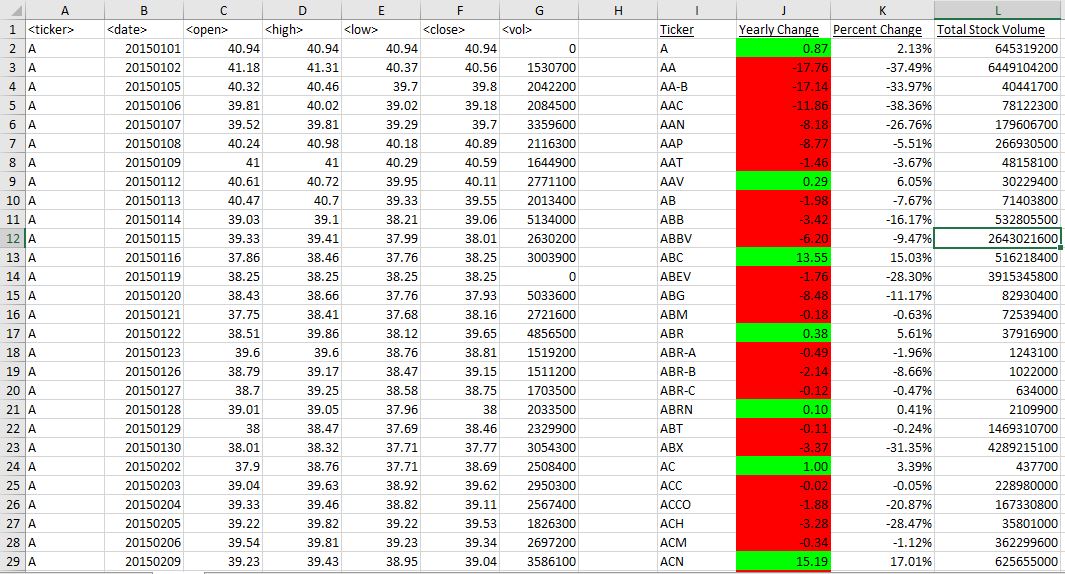 A B C D E F G H I J K L
1 <ticker> <date> <open> <high> <low> <close> <vol> Ticker Yearly Change Percent Change Total Stock Volume
2 A 20150101 40.94 40.94 40.94 40.94 0 A 0.87 2.13% 645319200
3 A 20150102 41.18 41.31 40.37 40.56 1530700 AA -17.76 -37.49% 6449104200
4 A 20150105 40.32 40.46 39.7 39.8 2042200 AA-B -17.14 -33.97% 40441700
5 A 20150106 39.81 40.02 39.02 39.18 2084500 AAC -11.86 -38.36% 78122300
6 A 20150107 39.52 39.81 39.29 39.7 3359600 AAN -8.18 -26.76% 179606700
7 A 20150108 40.24 40.98 40.18 40.89 2116300 AAP -8.77 -5.51% 266930500
8 A 20150109 41 41 40.29 40.59 1644900 AAT -1.46 -3.67% 48158100
9 A 20150112 40.61 40.72 39.95 40.11 2771100 AAV 0.29 6.05% 30229400
10 A 20150113 40.47 40.7 39.33 39.55 2013400 AB -1.98 -7.67% 71403800
11 A 20150114 39.03 39.1 38.21 39.06 5134000 ABB -3.42 -16.17% 532805500
12 A 20150115 39.33 39.41 37.99 38.01 2630200 ABBV -6.20 -9.47% 2643021600
13 A 20150116 37.86 38.46 37.76 38.25 3003900 ABC 13.55 15.03% 516218400
14 A 20150119 38.25 38.25 38.25 38.25 0 ABEV -1.76 -28.30% 3915345800
15 A 20150120 38.43 38.66 37.76 37.93 5033600 ABG -8.48 -11.17% 82930400
16 A 20150121 37.75 38.41 37.68 38.16 2721600 ABM -0.18 -0.63% 72539400
17 A 20150122 38.51 39.86 38.12 39.65 4856500 ABR 0.38 5.61% 37916900
18 A 20150123 39.6 39.6 38.76 38.81 1519200 ABR-A -0.49 -1.96% 1243100
19 A 20150126 38.79 39.17 38.47 39.15 1511200 ABR-B -2.14 -8.66% 1022000
20 A 20150127 38.7 39.25 38.58 38.75 1703500 ABR-C -0.12 -0.47% 634000
21 A 20150128 39.01 39.05 37.96 38 2033500 ABRN 0.10 0.41% 2109900
22 A 20150129 38 38.47 37.69 38.46 2329900 ABT -0.11 -0.24% 1469310700
23 A 20150130 38.01 38.32 37.71 37.77 3054300 ABX -3.37 -31.35% 4289215100
24 A 20150202 37.9 38.76 37.71 38.69 2508400 AC 1.00 3.39% 437700
25 A 20150203 39.04 39.63 38.92 39.62 2950300 ACC -0.02 -0.05% 228980000
26 A 20150204 39.33 39.46 38.82 39.11 2567400 ACCO -1.88 -20.87% 167330800
27 A 20150205 39.22 39.82 39.22 39.53 1826300 ACH -3.28 -28.47% 35801000
28 A 20150206 39.54 39.81 39.23 39.34 2697200 ACM -0.34 -1.12% 362299600
29 A 20150209 39.23 39.43 38.95 39.04 3586100 ACN 15.19 17.01% 625655000